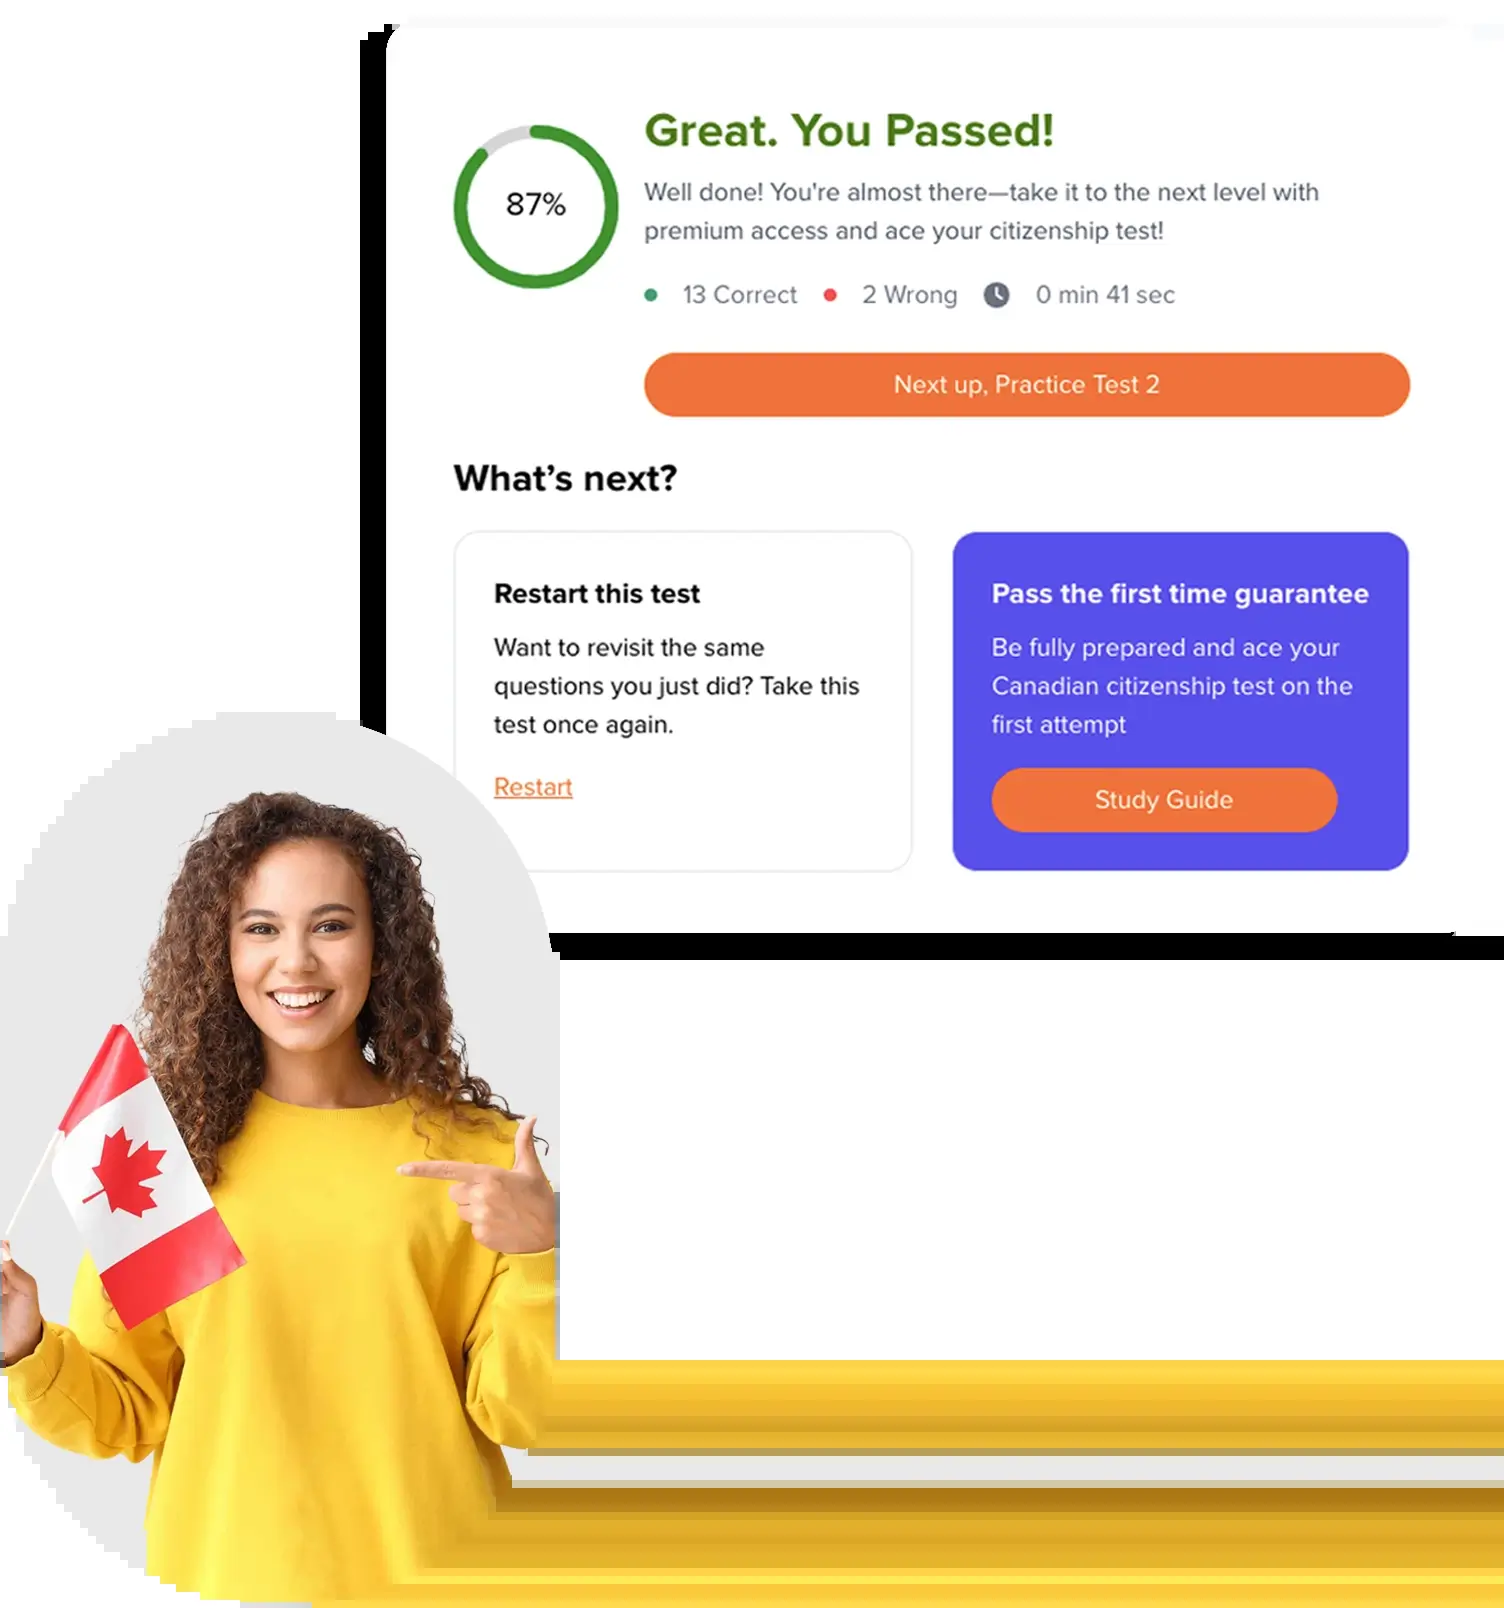 Great. You Passed!
87%
Well done! You're almost there—take it to the next level with
premium access and ace your citizenship test!
13 Correct 2 Wrong 0 min 41 sec
Next up, Practice Test 2
What’s next?
Restart this test
Want to revisit the same
questions you just did? Take this
test once again.
Restart
Pass the first time guarantee
Be fully prepared and ace your
Canadian citizenship test on the
first attempt
Study Guide